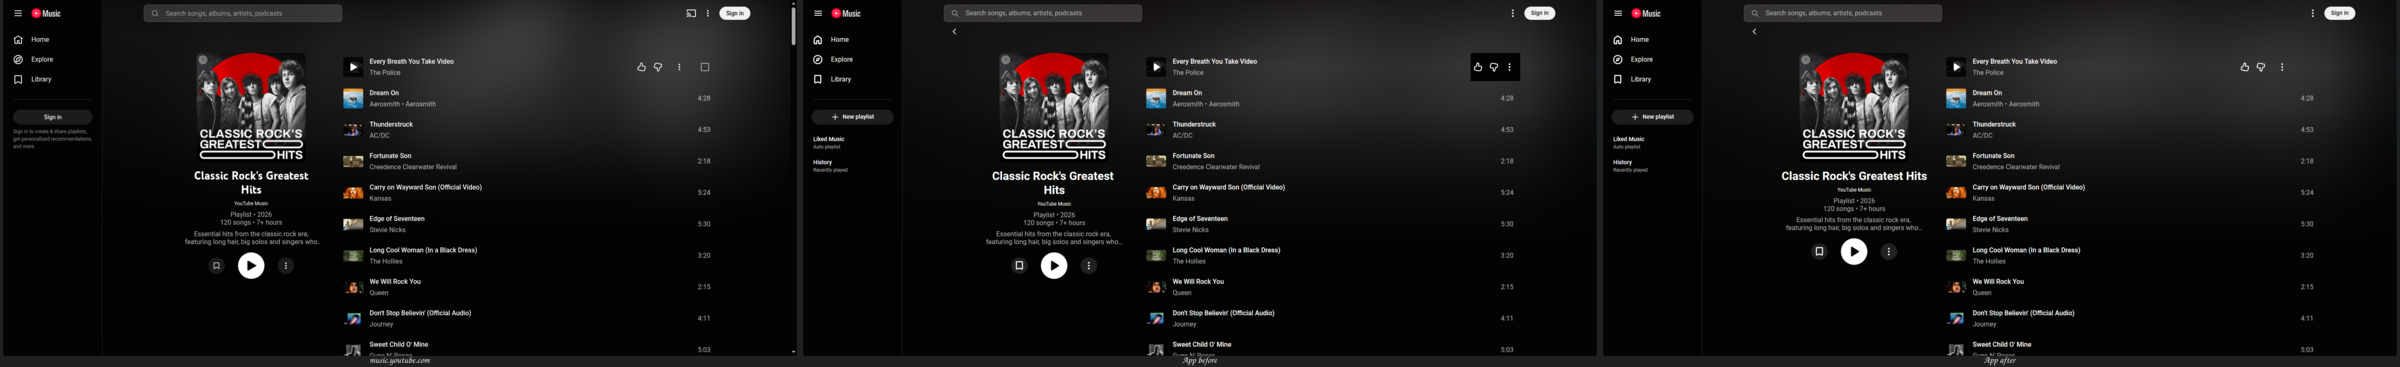 Music
Search songs, albums, artists, podcasts
Sign in
Home
Explore
Library
Sign in
Sign in to create & share playlists,
get personalized recommendations,
and more.
CLASSIC ROCK'S
GREATEST
HITS
Classic Rock's Greatest
Hits
YouTube Music
Playlist • 2026
120 songs • 7+ hours
Essential hits from the classic rock era,
featuring long hair, big solos and singers who...
Every Breath You Take Video
The Police
Dream On
Aerosmith • Aerosmith
4:28
Thunderstruck
AC/DC
4:53
Fortunate Son
Creedence Clearwater Revival
2:18
Carry on Wayward Son (Official Video)
Kansas
5:24
Edge of Seventeen
Stevie Nicks
5:30
Long Cool Woman (In a Black Dress)
The Hollies
3:20
We Will Rock You
Queen
2:15
Don't Stop Believin' (Official Audio)
Journey
4:11
Sweet Child O' Mine
Guns N' Roses
5:03
music.youtube.com
Music
Search songs, albums, artists, podcasts
Sign in
Home
Explore
Library
+ New playlist
Liked Music
Auto playlist
History
Recently played
CLASSIC ROCK'S
GREATEST
HITS
Classic Rock's Greatest
Hits
YouTube Music
Playlist • 2026
120 songs • 7+ hours
Essential hits from the classic rock era,
featuring long hair, big solos and singers who...
Every Breath You Take Video
The Police
Dream On
Aerosmith • Aerosmith
4:28
Thunderstruck
AC/DC
4:53
Fortunate Son
Creedence Clearwater Revival
2:18
Carry on Wayward Son (Official Video)
Kansas
5:24
Edge of Seventeen
Stevie Nicks
5:30
Long Cool Woman (In a Black Dress)
The Hollies
3:20
We Will Rock You
Queen
2:15
Don't Stop Believin' (Official Audio)
Journey
4:11
Sweet Child O' Mine
Guns N' Roses
5:03
App before
Music
Search songs, albums, artists, podcasts
Sign in
Home
Explore
Library
+ New playlist
Liked Music
Auto playlist
History
Recently played
CLASSIC ROCK'S
GREATEST
HITS
Classic Rock's Greatest Hits
YouTube Music
Playlist • 2026
120 songs • 7+ hours
Essential hits from the classic rock era,
featuring long hair, big solos and singers who...
Every Breath You Take Video
The Police
Dream On
Aerosmith • Aerosmith
4:28
Thunderstruck
AC/DC
4:53
Fortunate Son
Creedence Clearwater Revival
2:18
Carry on Wayward Son (Official Video)
Kansas
5:24
Edge of Seventeen
Stevie Nicks
5:30
Long Cool Woman (In a Black Dress)
The Hollies
3:20
We Will Rock You
Queen
2:15
Don't Stop Believin' (Official Audio)
Journey
4:11
Sweet Child O' Mine
Guns N' Roses
5:03
App after